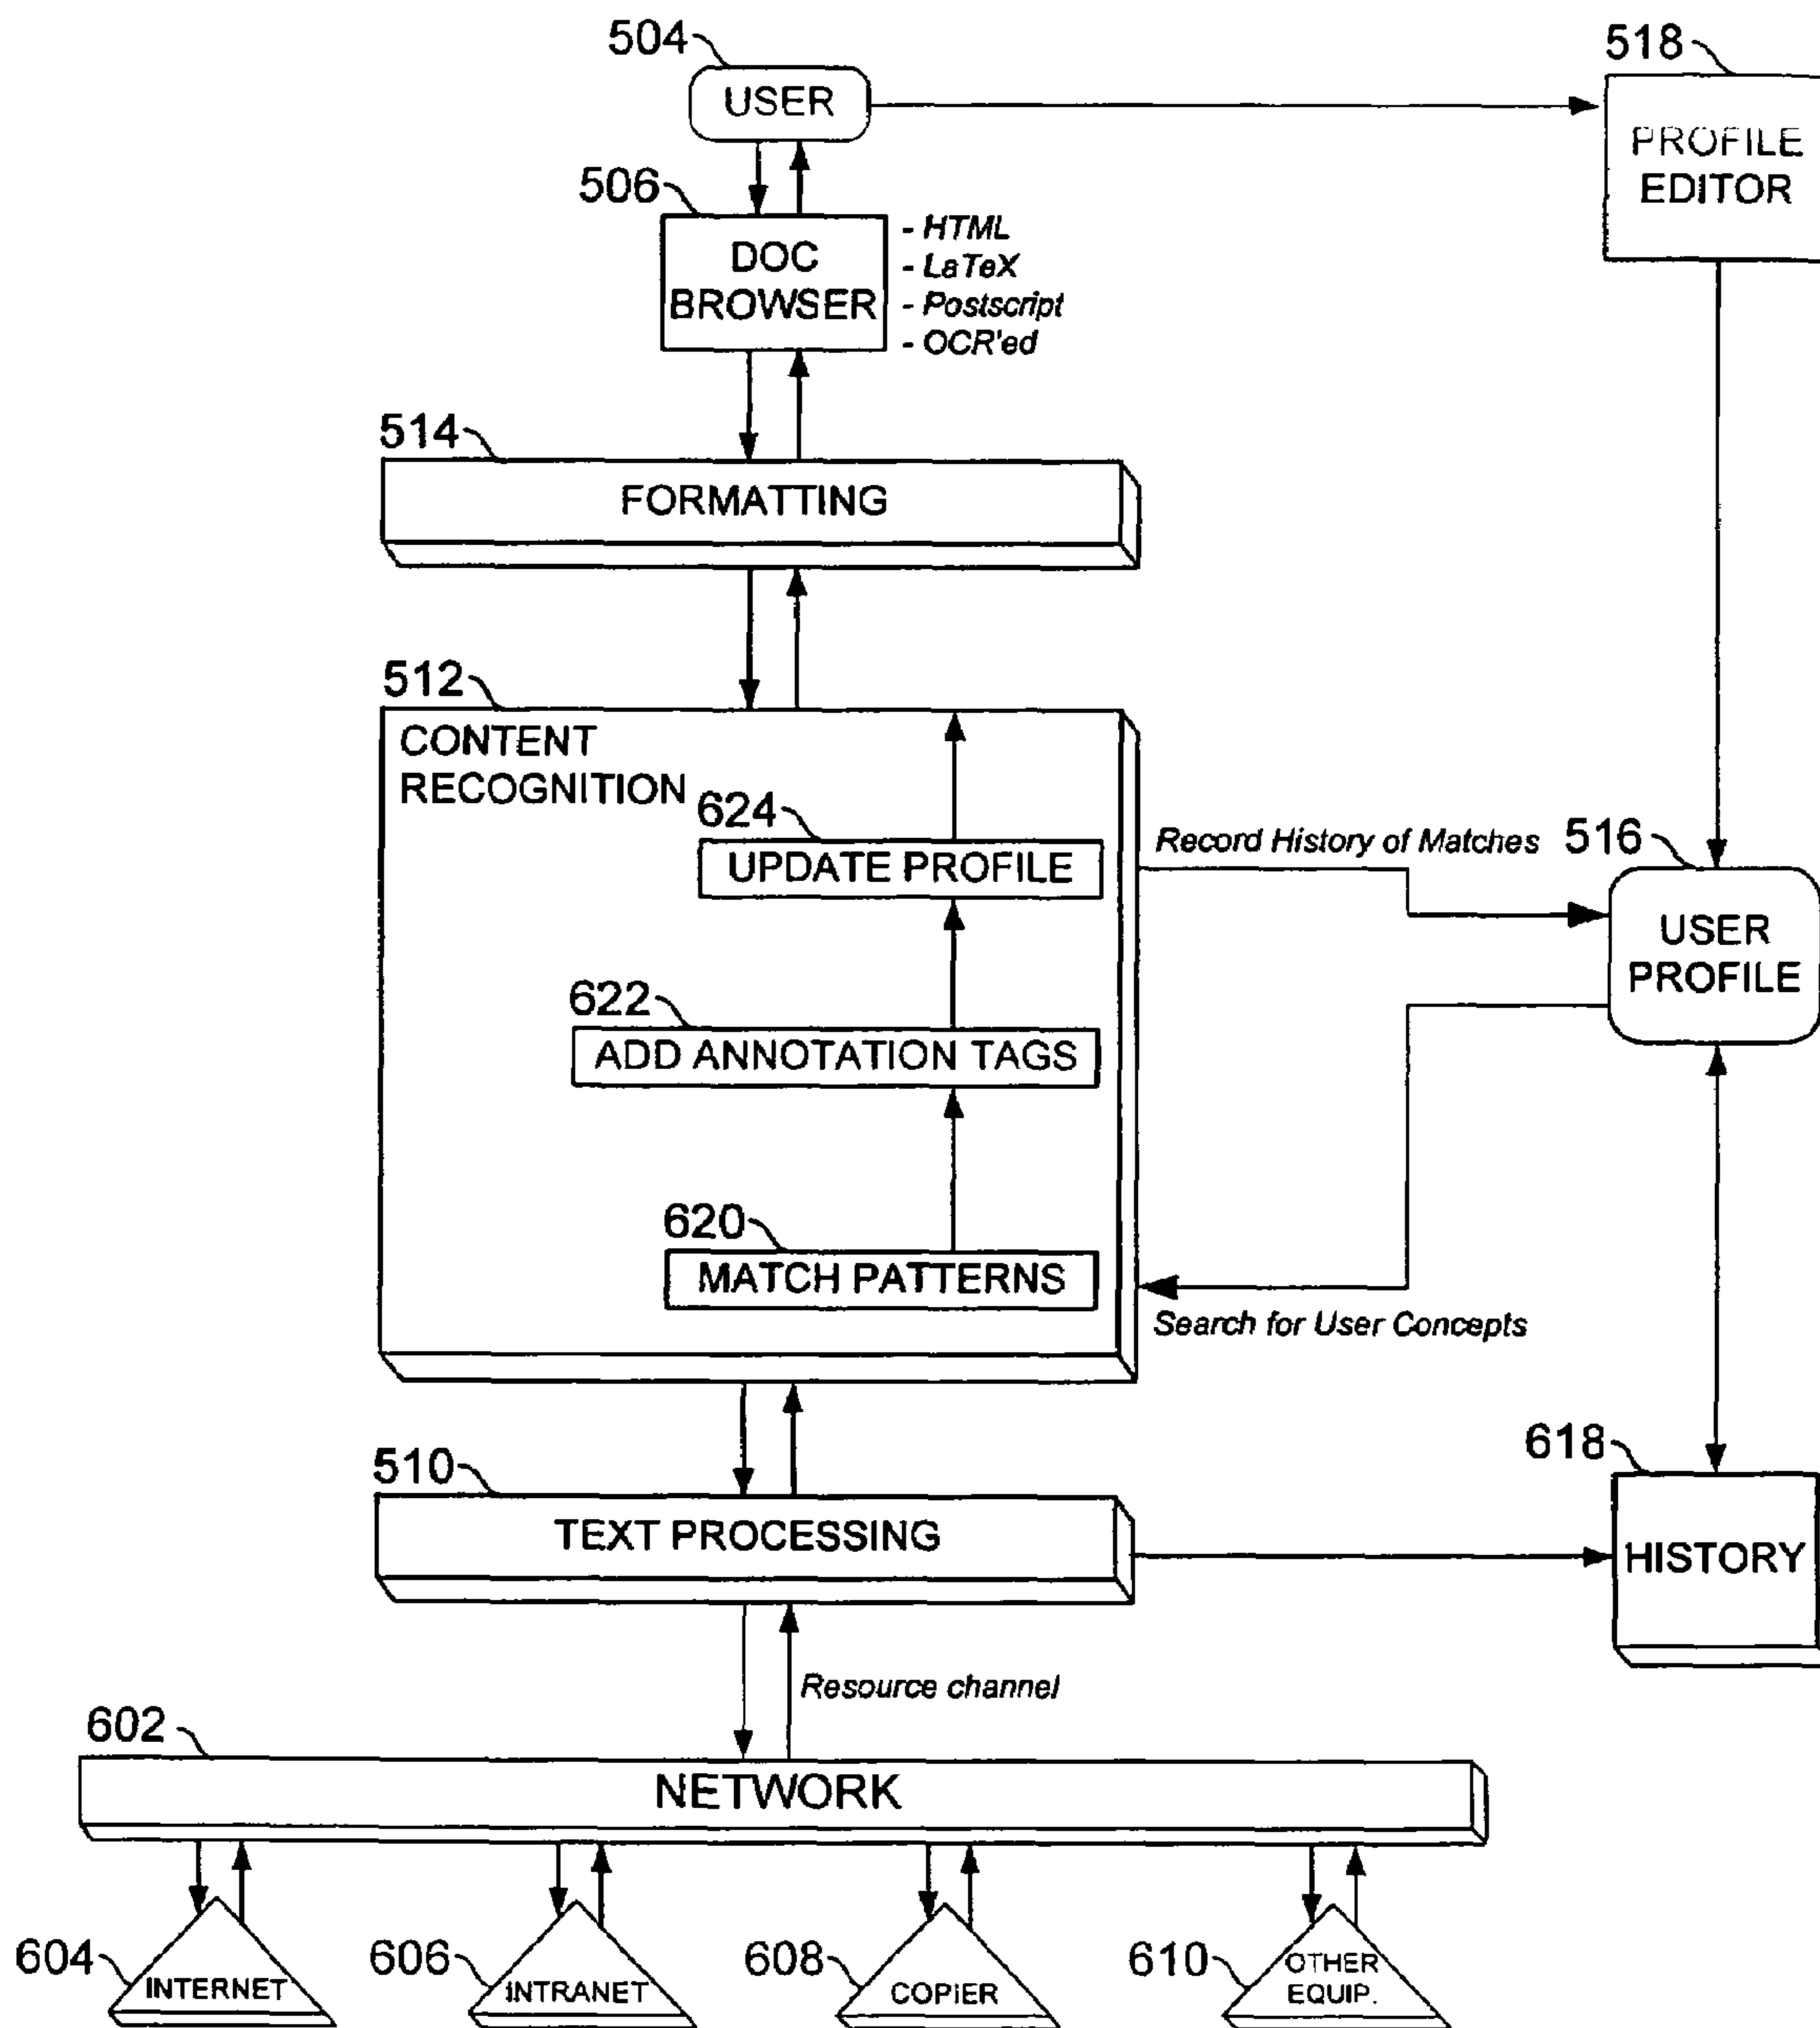 504
USER
518
PROFILE
EDITOR
506
DOC
BROWSER
- HTML
- LaTeX
- Postscript
- OCR'ed
514
FORMATTING
512
CONTENT
RECOGNITION
624
UPDATE PROFILE
Record History of Matches
516
USER
PROFILE
622
ADD ANNOTATION TAGS
620
MATCH PATTERNS
Search for User Concepts
510
TEXT PROCESSING
618
HISTORY
Resource channel
602
NETWORK
604
INTERNET
606
INTRANET
608
COPIER
610
OTHER
EQUIP.